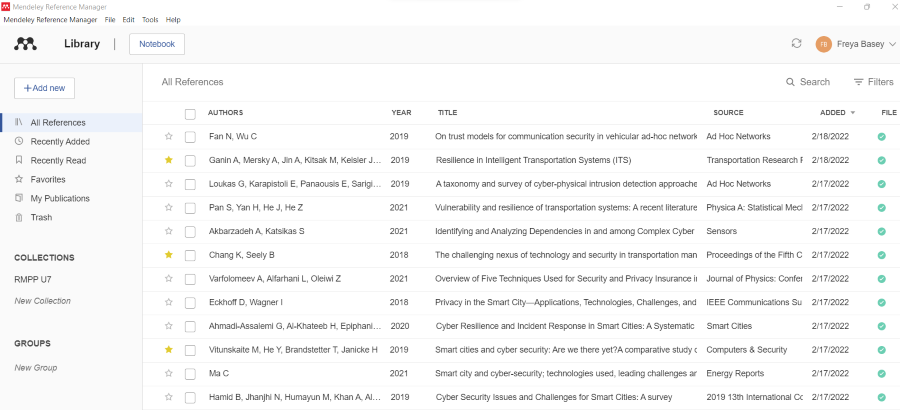 Mendeley Reference Manager
Mendeley Reference Manager File Edit Tools Help
Library | Notebook FB Freya Basey
+Add new All References Search Filters
All References
Recently Added
Recently Read
Favorites
My Publications
Trash
COLLECTIONS
RMPP U7
New Collection
GROUPS
New Group
AUTHORS YEAR TITLE SOURCE ADDED FILE
Fan N, Wu C 2019 On trust models for communication security in vehicular ad-hoc network Ad Hoc Networks 2/18/2022
Ganin A, Mersky A, Jin A, Kitsak M, Keisler J... 2019 Resilience in Intelligent Transportation Systems (ITS) Transportation Research F 2/18/2022
Loukas G, Karapistoli E, Panaousis E, Sarigi... 2019 A taxonomy and survey of cyber-physical intrusion detection approache Ad Hoc Networks 2/17/2022
Pan S, Yan H, He J, He Z 2021 Vulnerability and resilience of transportation systems: A recent literature Physica A: Statistical Mecl 2/17/2022
Akbarzadeh A, Katsikas S 2021 Identifying and Analyzing Dependencies in and among Complex Cyber Sensors 2/17/2022
Chang K, Seely B 2018 The challenging nexus of technology and security in transportation man Proceedings of the Fifth C 2/17/2022
Varfolomeev A, Alfarhani L, Oleiwi Z 2021 Overview of Five Techniques Used for Security and Privacy Insurance i Journal of Physics: Confer 2/17/2022
Eckhoff D, Wagner I 2018 Privacy in the Smart City—Applications, Technologies, Challenges, and IEEE Communications Su 2/17/2022
Ahmadi-Assalemi G, Al-Khateeb H, Epiphani... 2020 Cyber Resilience and Incident Response in Smart Cities: A Systematic Smart Cities 2/17/2022
Vitunskaite M, He Y, Brandstetter T, Janicke H 2019 Smart cities and cyber security: Are we there yet?A comparative study c Computers & Security 2/17/2022
Ma C 2021 Smart city and cyber-security; technologies used, leading challenges ar Energy Reports 2/17/2022
Hamid B, Jhanjhi N, Humayun M, Khan A, Al... 2019 Cyber Security Issues and Challenges for Smart Cities: A survey 2019 13th International Cc 2/17/2022